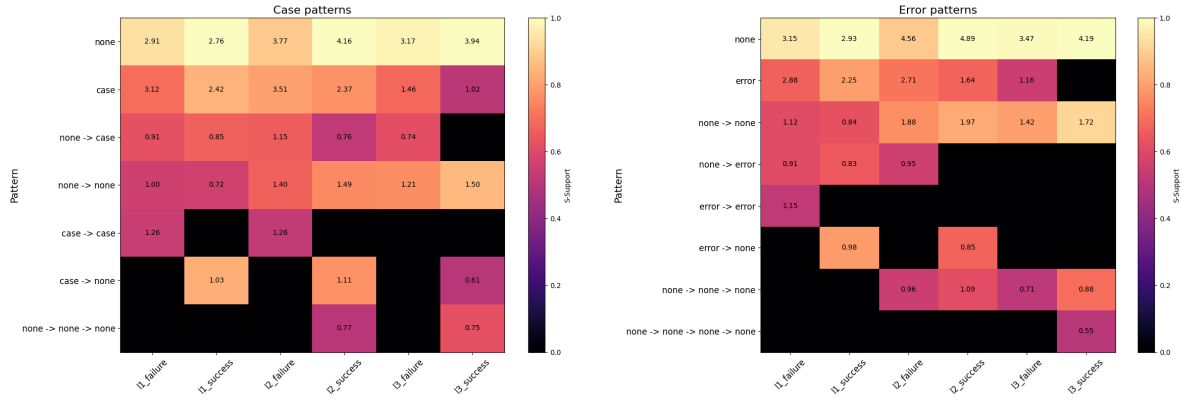 Case patterns
Pattern
none 2.91 2.76 3.77 4.16 3.17 3.94
case 3.12 2.42 3.51 2.37 1.46 1.02
none -> case 0.91 0.85 1.15 0.76 0.74
none -> none 1.00 0.72 1.40 1.49 1.21 1.50
case -> case 1.26 1.26
case -> none 1.03 1.11 0.61
none -> none -> none 0.77 0.75
l1_failure l1_success l2_failure l2_success l3_failure l3_success
1.0
0.8
0.6
0.4
0.2
0.0
S-Support
Error patterns
Pattern
none 3.15 2.93 4.56 4.89 3.47 4.19
error 2.88 2.25 2.71 1.64 1.16
none -> none 1.12 0.84 1.88 1.97 1.42 1.72
none -> error 0.91 0.83 0.95
error -> error 1.15
error -> none 0.98 0.85
none -> none -> none 0.96 1.09 0.71 0.88
none -> none -> none -> none 0.55
l1_failure l1_success l2_failure l2_success l3_failure l3_success
1.0
0.8
0.6
0.4
0.2
0.0
S-Support